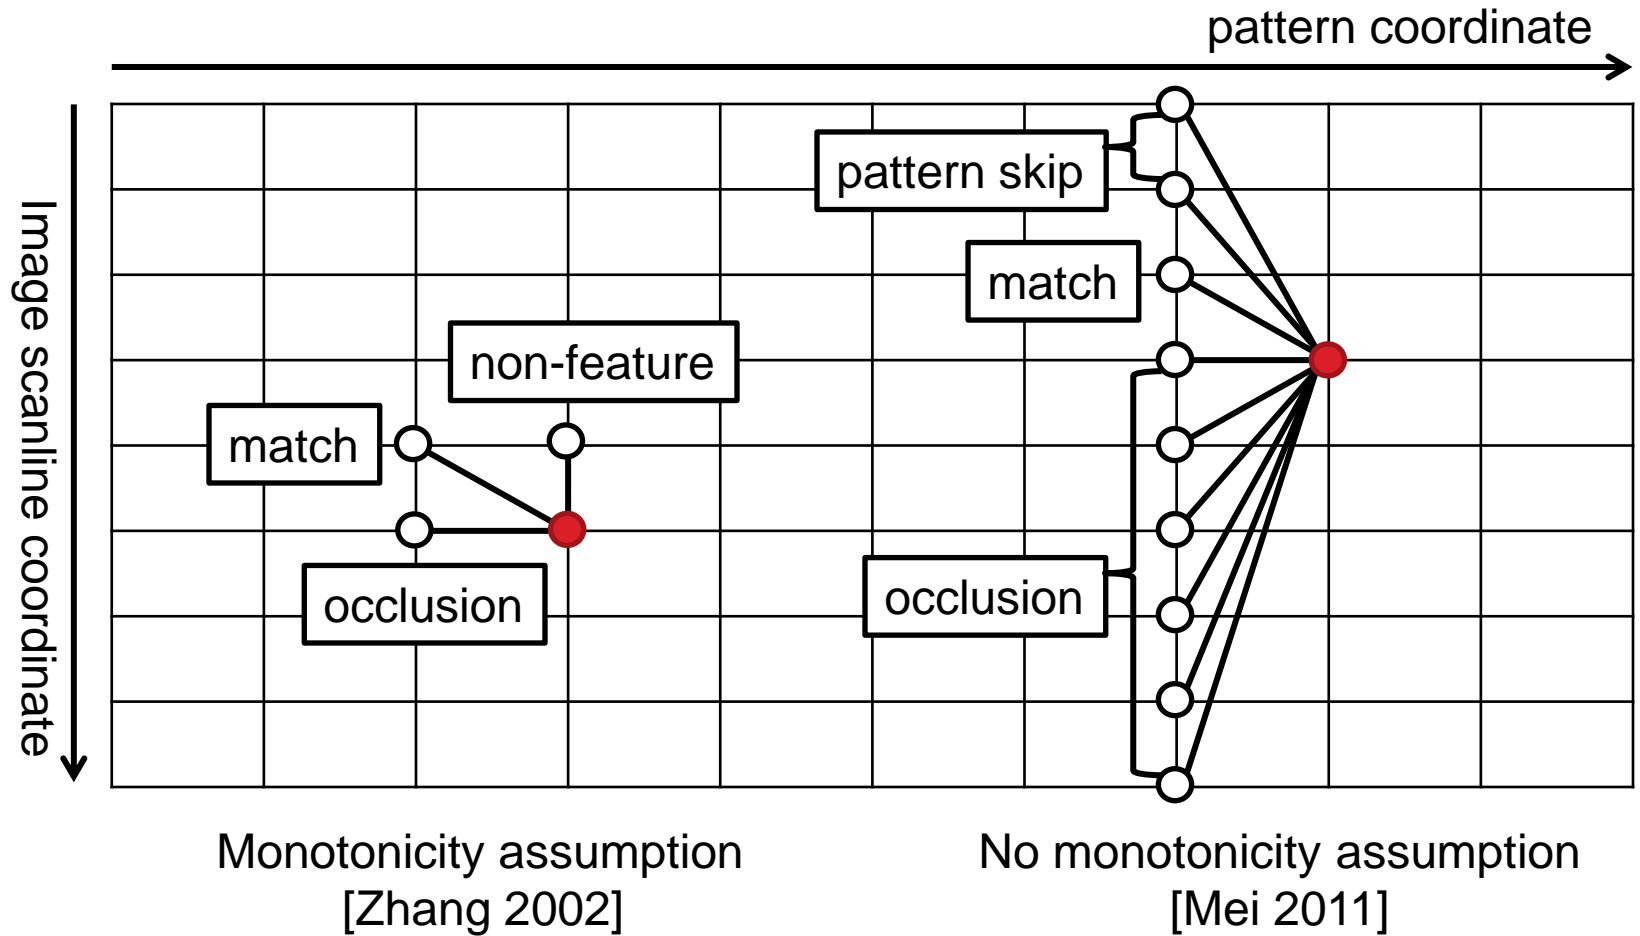 pattern coordinate
Image scanline coordinate
pattern skip
match
non-feature
match
occlusion
occlusion
Monotonicity assumption
[Zhang 2002]
No monotonicity assumption
[Mei 2011]